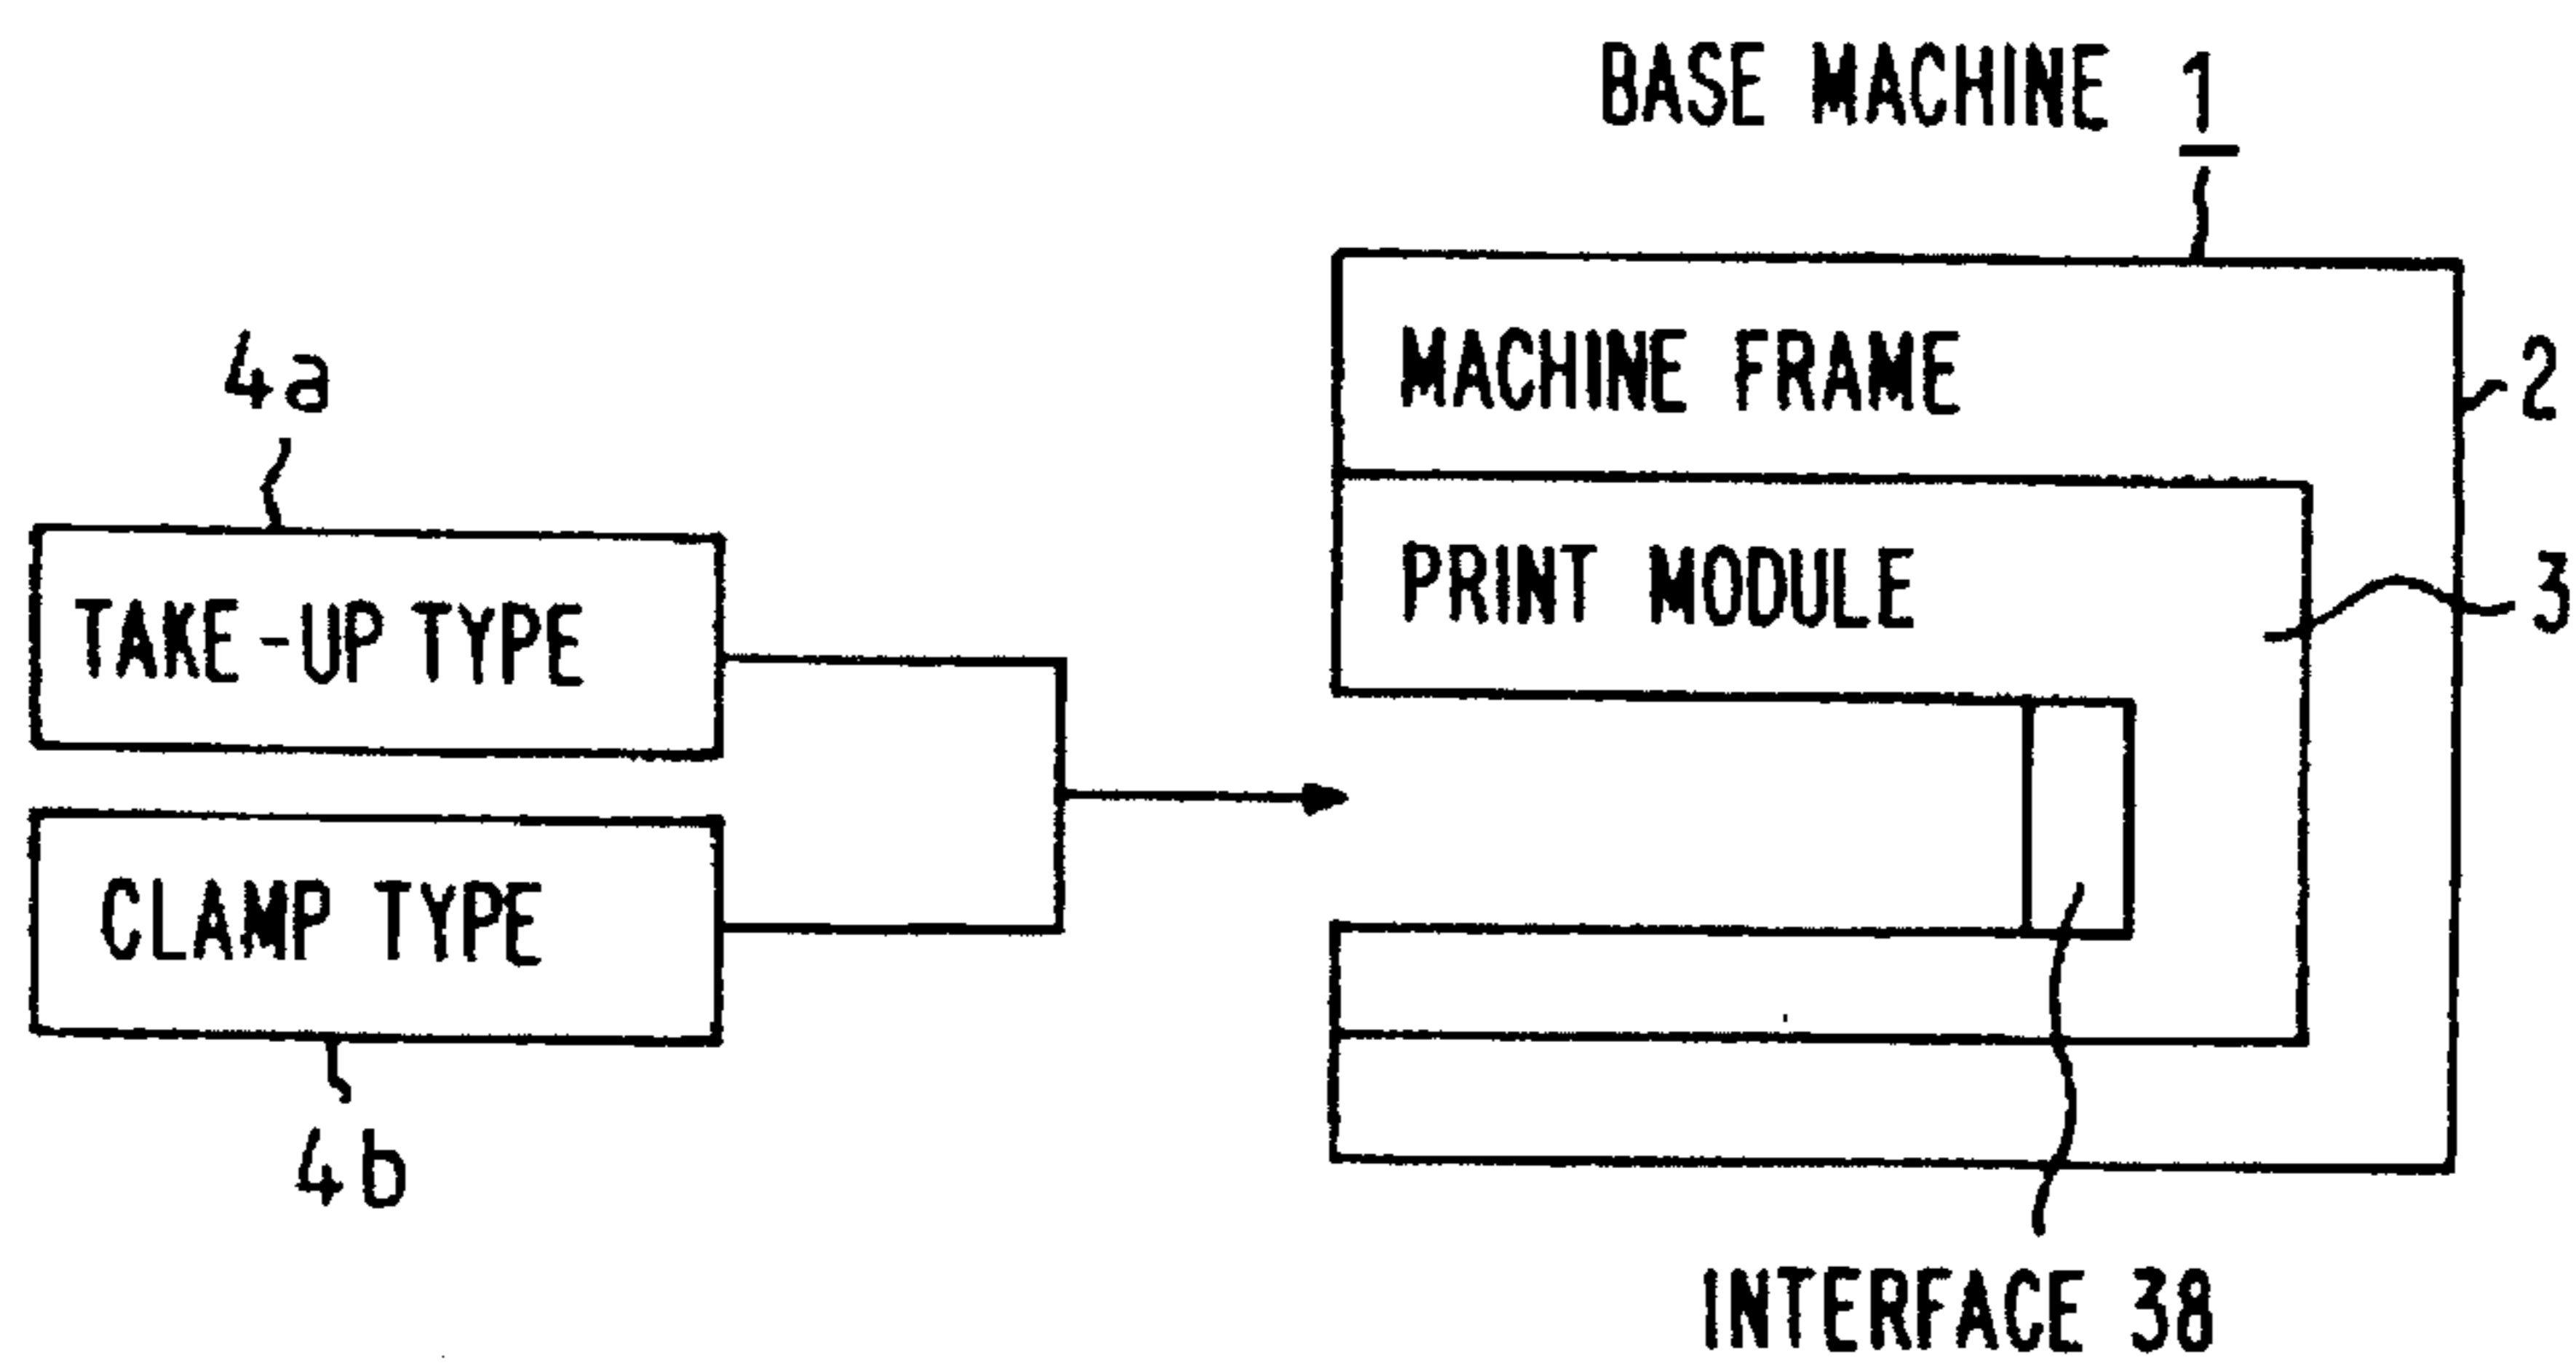 BASE MACHINE 1
MACHINE FRAME
2
4a
PRINT MODULE
3
TAKE-UP TYPE
CLAMP TYPE
4b
INTERFACE 38